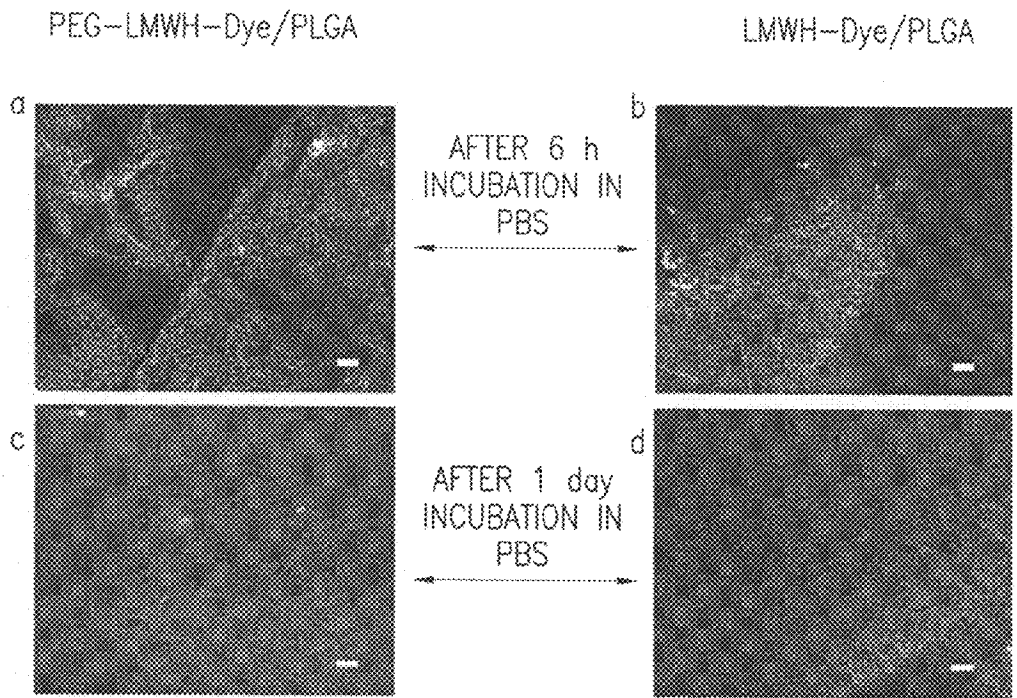 PEG-LMWH-Dye/PLGA
LMWH-Dye/PLGA
a
b
AFTER 6 h
INCUBATION IN
PBS
c
d
AFTER 1 day
INCUBATION IN
PBS